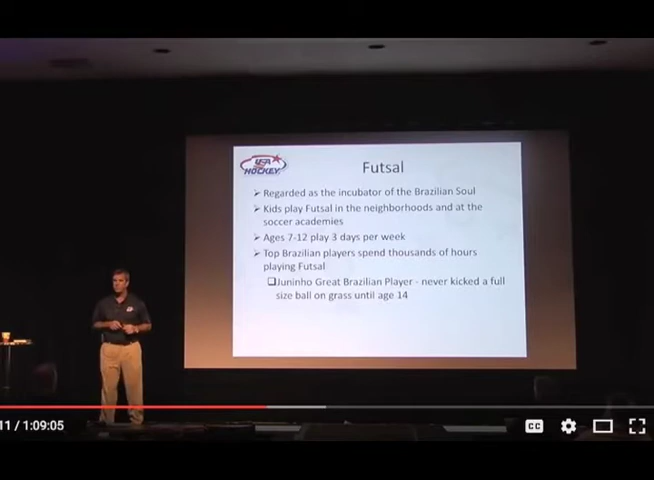 USA
HOCKEY
Futsal
➢ Regarded as the incubator of the Brazilian Soul
➢ Kids play Futsal in the neighborhoods and at the
soccer academies
➢ Ages 7-12 play 3 days per week
➢ Top Brazilian players spend thousands of hours
playing Futsal
❑Juninho Great Brazilian Player - never kicked a full
size ball on grass until age 14
11 / 1:09:05
CC